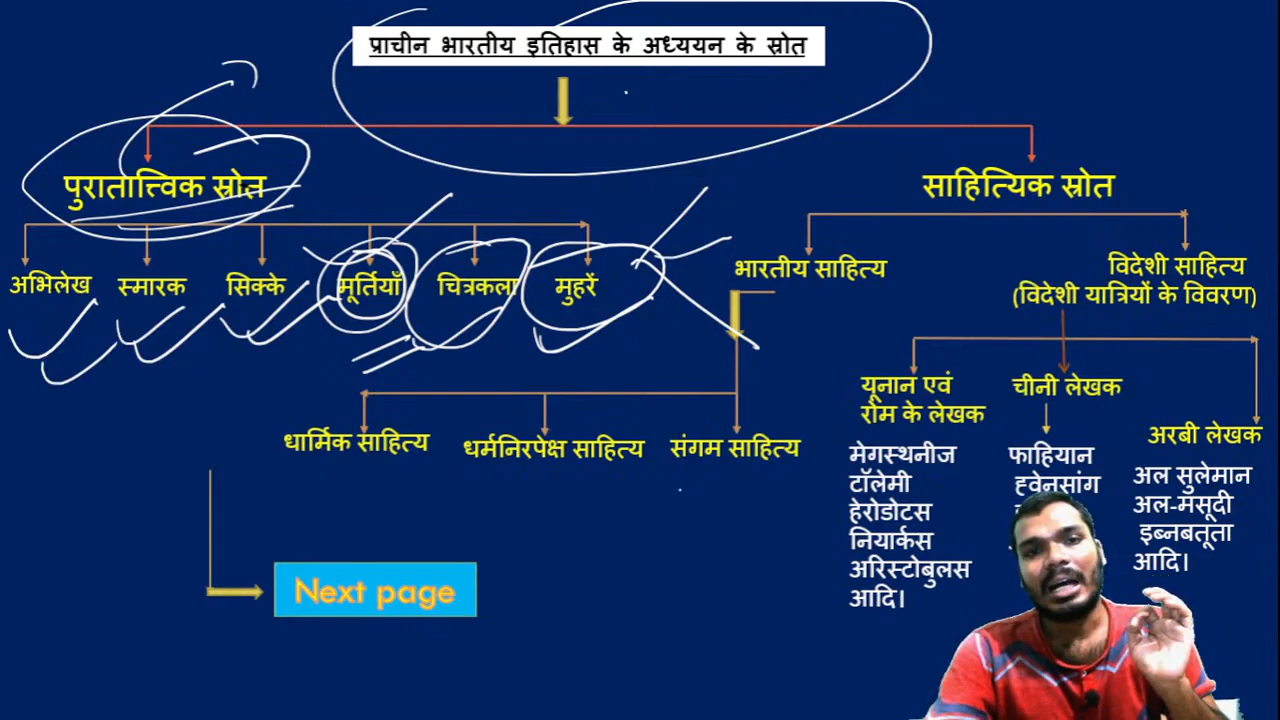 प्राचीन भारतीय इतिहास के अध्ययन के स्रोत
पुरातात्त्विक स्रोत
साहित्यिक स्रोत
अभिलेख
स्मारक
सिक्के
मूर्तियाँ
चित्रकला
मुहरें
भारतीय साहित्य
विदेशी साहित्य
(विदेशी यात्रियों के विवरण)
धार्मिक साहित्य
धर्मनिरपेक्ष साहित्य
संगम साहित्य
यूनान एवं
रोम के लेखक
मेगस्थनीज
टॉलेमी
हेरोडोटस
नियार्कस
अरिस्टोबुलस
आदि।
चीनी लेखक
फाहियान
ह्वेनसांग
अरबी लेखक
अल सुलेमान
अल-मसूदी
इब्नबतूता
आदि।
Next page